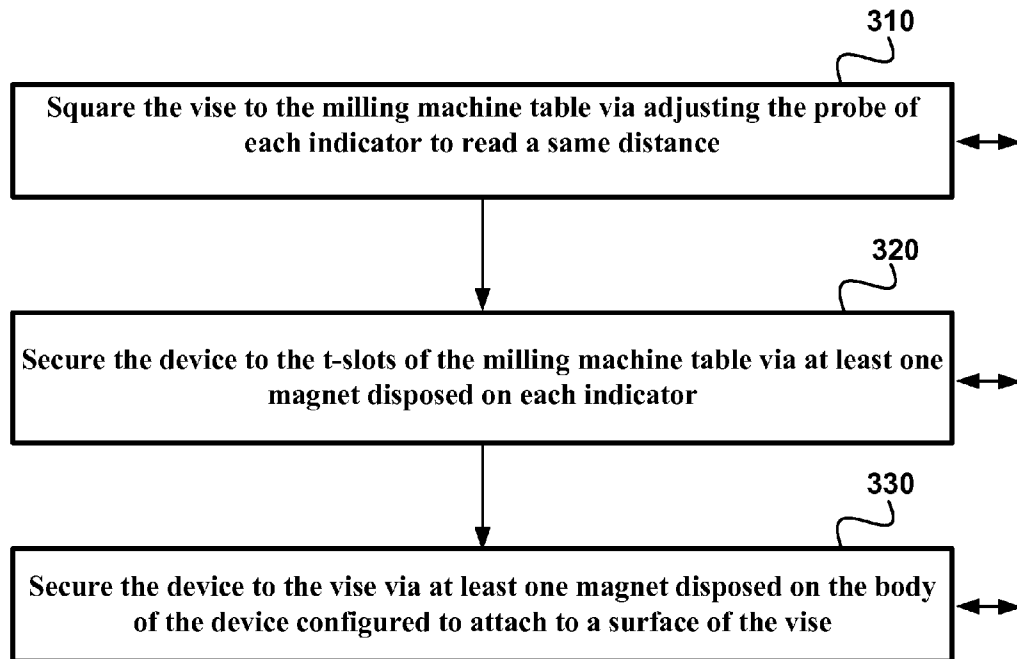 310
Square the vise to the milling machine table via adjusting the probe of
each indicator to read a same distance
320
Secure the device to the t-slots of the milling machine table via at least one
magnet disposed on each indicator
330
Secure the device to the vise via at least one magnet disposed on the body
of the device configured to attach to a surface of the vise